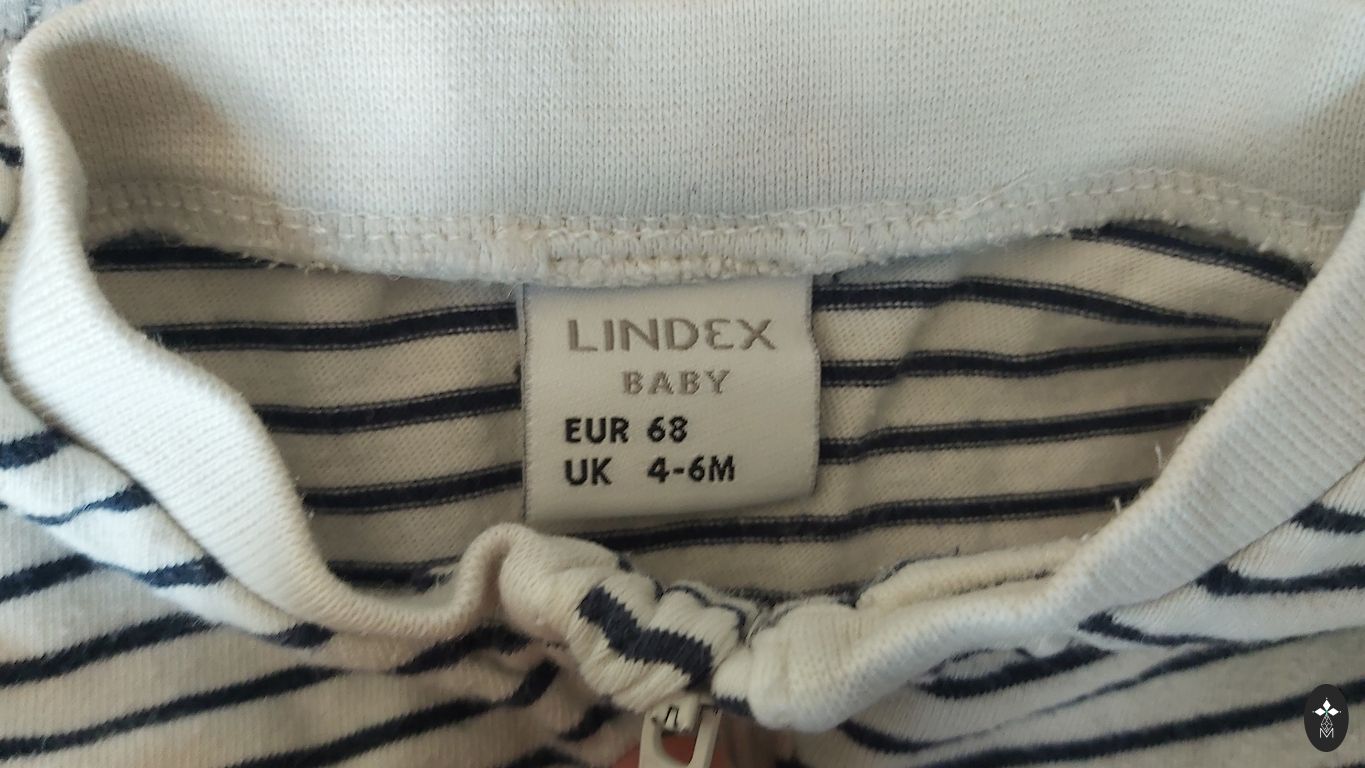 LINDEX
BABY
EUR 68
UK 4-6M
M